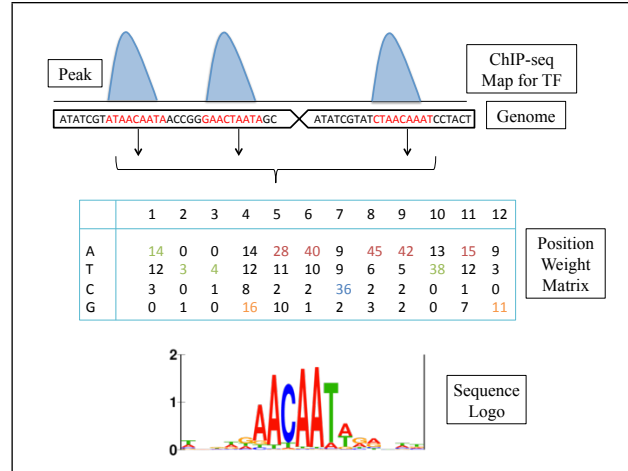 Peak
ChIP-seq
Map for TF
ATATCGTATAACAATAACCGGGAACTAATAGC
ATATCGTATCTAACAAATCCTACT
Genome
1 2 3 4 5 6 7 8 9 10 11 12
A 14 0 0 14 28 40 9 45 42 13 15 9
T 12 3 4 12 11 10 9 6 5 38 12 3
C 3 0 1 8 2 2 36 2 2 0 1 0
G 0 1 0 16 10 1 2 3 2 0 7 11
Position
Weight
Matrix
2
1
0
AACAAT
Sequence
Logo